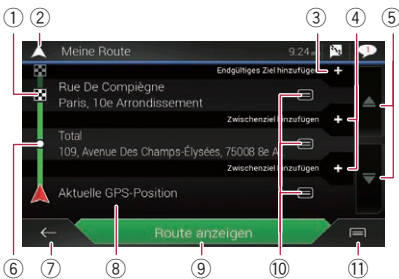 ① ② ③ ④ ⑤
Meine Route 9:24
Endgültiges Ziel hinzufügen +
Rue De Compiègne
Paris, 10e Arrondissement
Zwischenziel hinzufügen +
Total
109, Avenue Des Champs-Élysées, 75008 8e A
Zwischenziel hinzufügen +
Aktuelle GPS-Position
Route anzeigen
⑥ ⑦ ⑧ ⑨ ⑩ ⑪